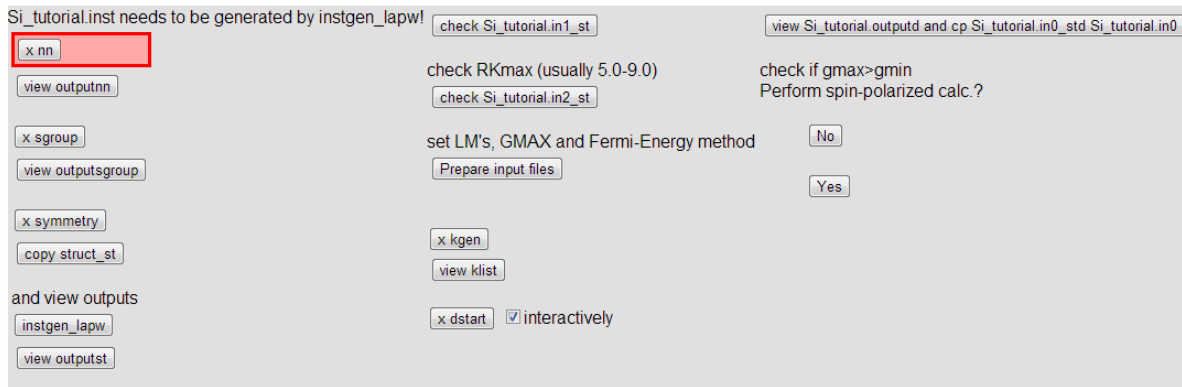 Si_tutorial.inst needs to be generated by instgen_lapw!
x nn
view outputnn
x sgroup
view outputsgroup
x symmetry
copy struct_st
and view outputs
instgen_lapw
view outputst
check Si_tutorial.in1_st
check RKmax (usually 5.0-9.0)
check Si_tutorial.in2_st
set LM's, GMAX and Fermi-Energy method
Prepare input files
x kgen
view klist
x dstart
interactively
view Si_tutorial.outputd and cp Si_tutorial.in0_std Si_tutorial.in0
check if gmax>gmin
Perform spin-polarized calc.?
No
Yes